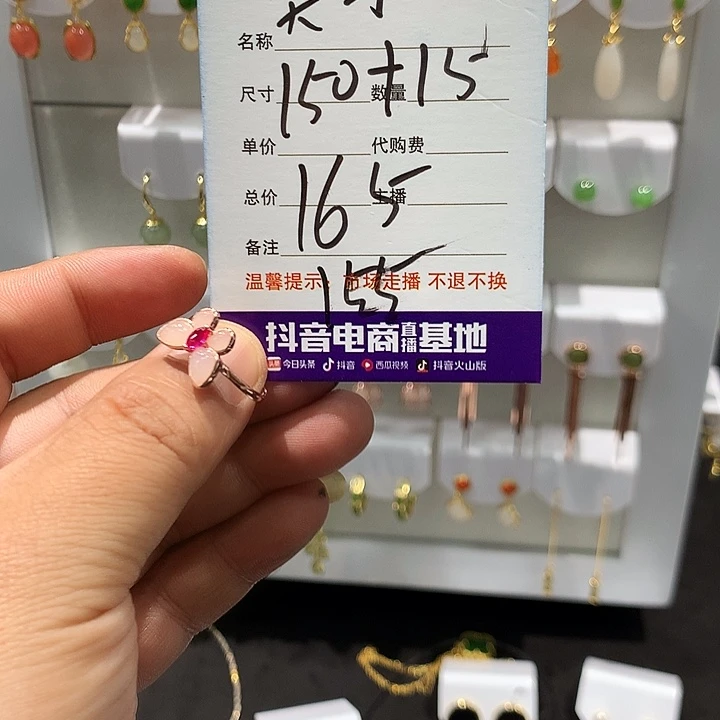 名称
尺寸 150+15 数量
单价 代购费
总价 165 主播
备注
温馨提示：市场走播 不退不换
155
抖音电商直播基地
头条 今日头条 抖音 西瓜视频 抖音火山版